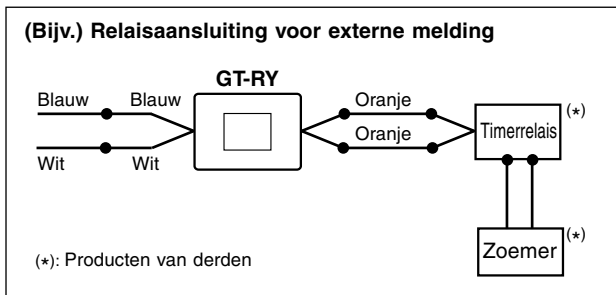 (Bijv.) Relaisaansluiting voor externe melding
GT-RY
Blauw Blauw
Oranje
(*)
Oranje
Timerrelais
Wit Wit
(*)
Zoemer
(*): Producten van derden